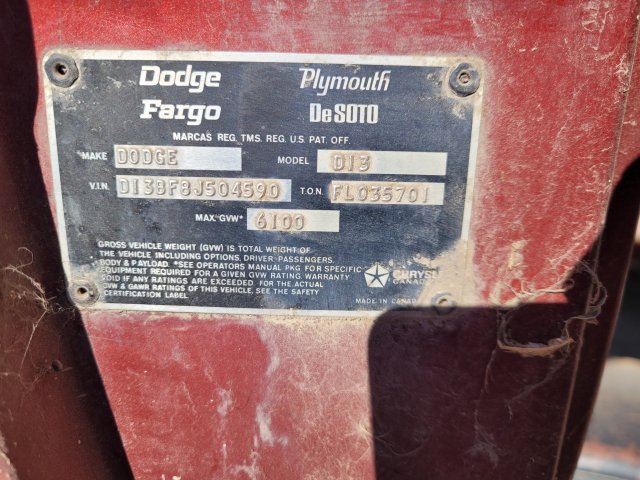 Dodge Plymouth
Fargo DeSOTO
MARCAS REG. TMS. REG. U.S. PAT. OFF.
MAKE DODGE MODEL D13
V.I.N. D13BF8J504590 T.O.N. FL035701
MAX. GVW* 6100
GROSS VEHICLE WEIGHT (GVW) IS TOTAL WEIGHT OF
THE VEHICLE INCLUDING OPTIONS, DRIVER-PASSENGERS,
BODY & PAYLOAD *SEE OPERATORS MANUAL PKG FOR SPECIFIC
EQUIPMENT REQUIRED FOR A GIVEN GVW RATING WARRANTY
VOID IF ANY RATINGS ARE EXCEEDED. FOR THE ACTUAL
GVW & GAWR RATINGS OF THIS VEHICLE, SEE THE SAFETY
CERTIFICATION LABEL.
CHRYSL
CANADA
MADE IN CANADA